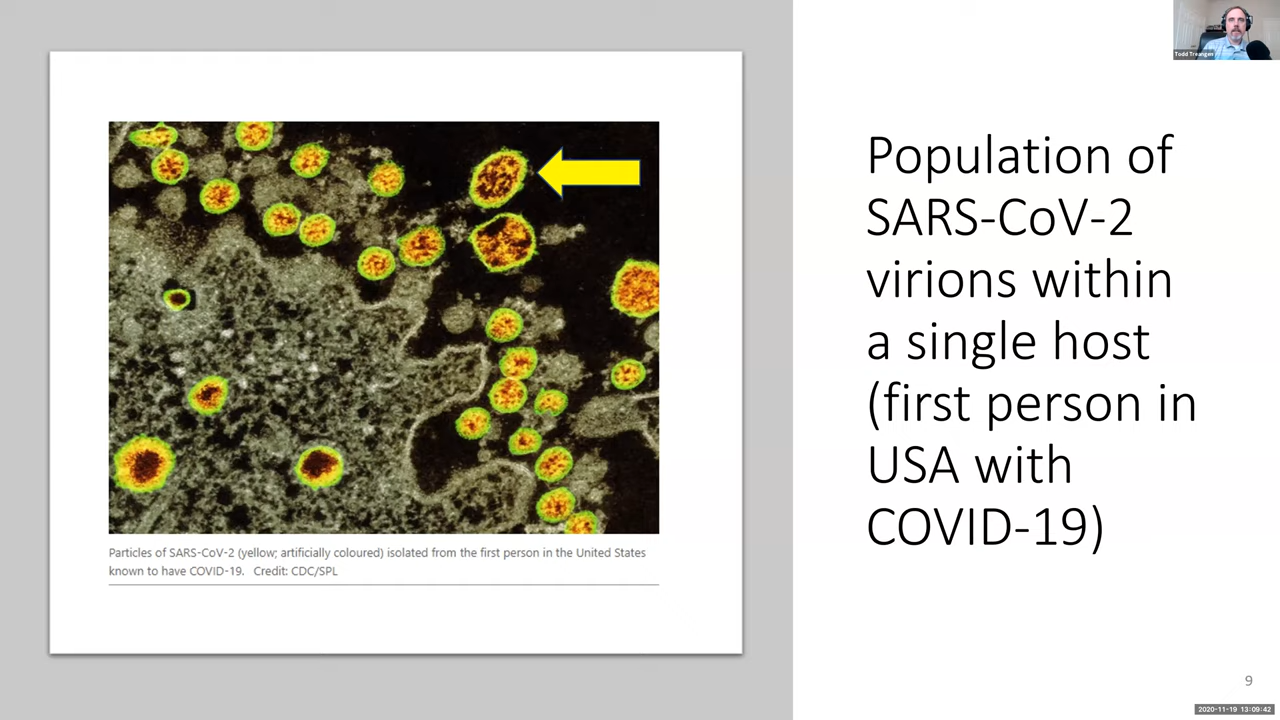 Todd Treangen
Population of
SARS-CoV-2
virions within
a single host
(first person in
USA with
COVID-19)
Particles of SARS-CoV-2 (yellow; artificially coloured) isolated from the first person in the United States
known to have COVID-19. Credit: CDC/SPL
9
2020-11-19 13:09:42